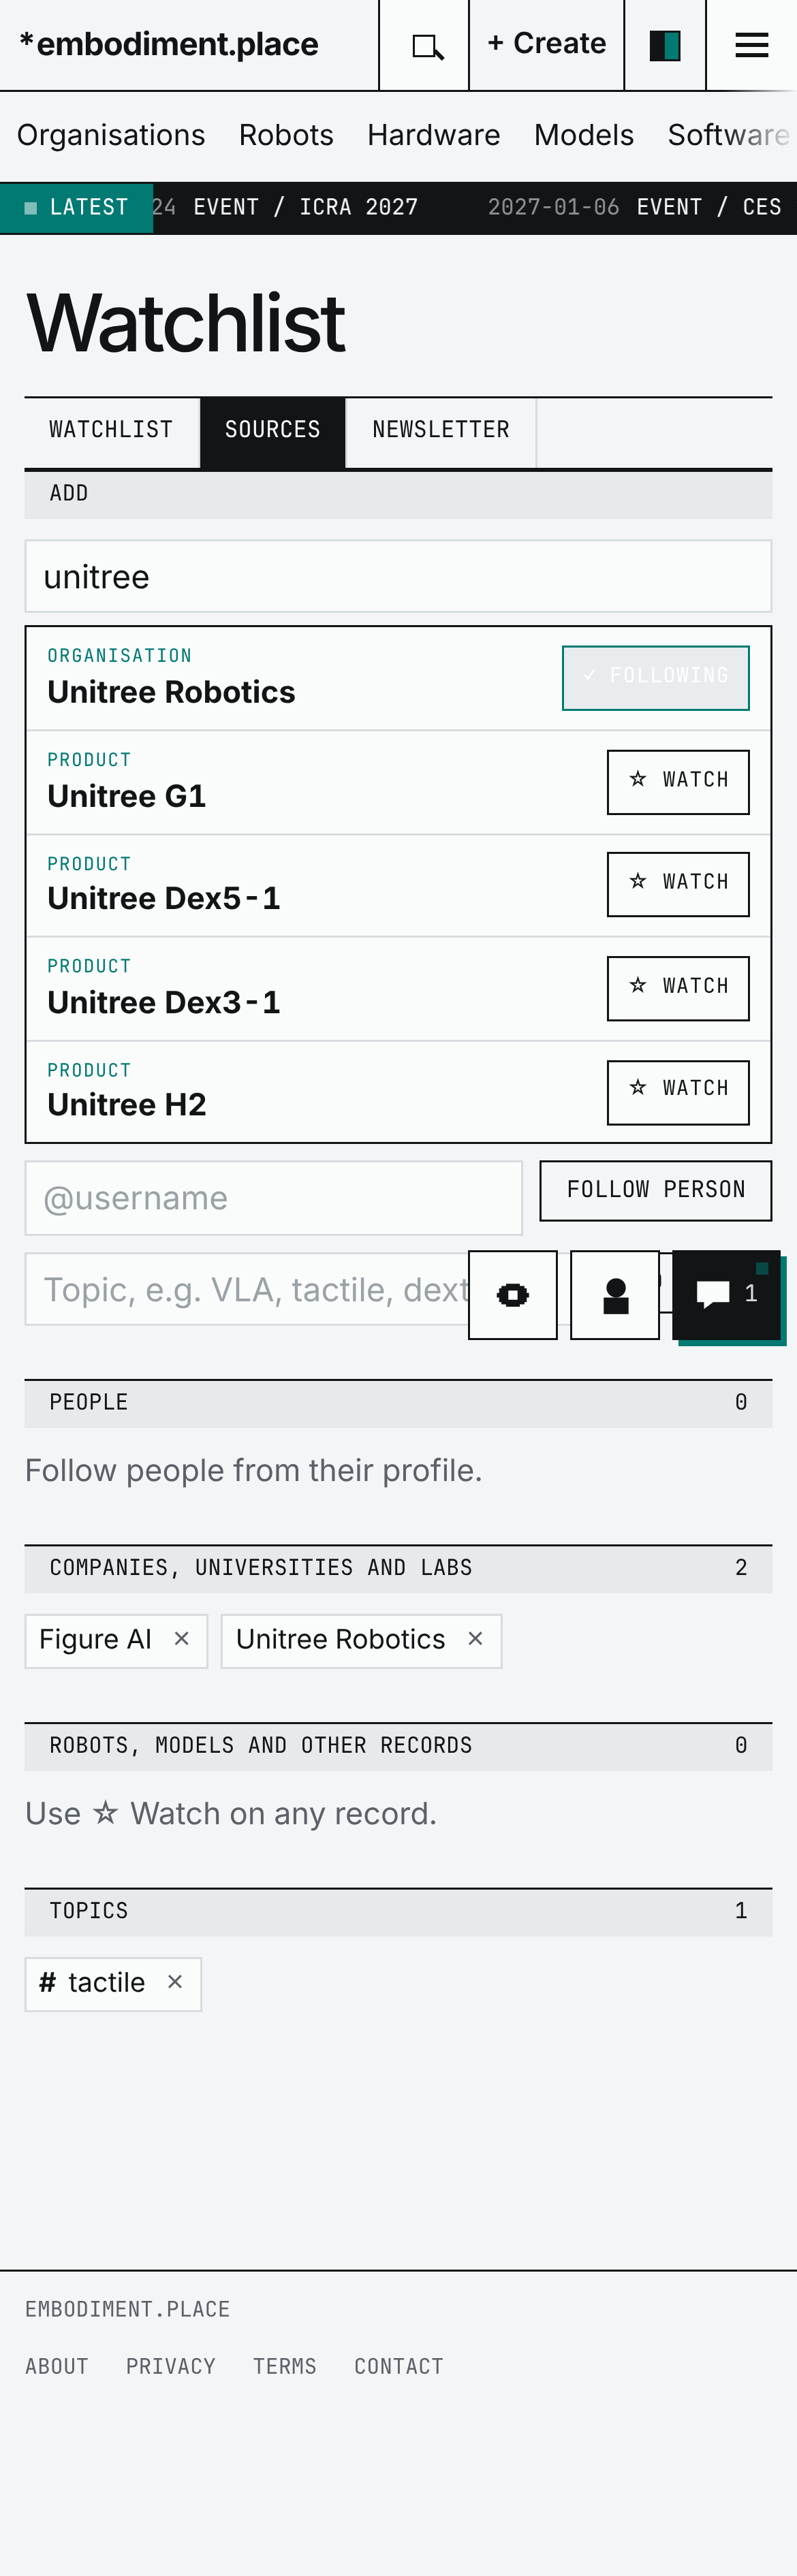 *embodiment.place
+ Create
Organisations Robots Hardware Models Software
LATEST 24 EVENT / ICRA 2027 2027-01-06 EVENT / CES
Watchlist
WATCHLIST SOURCES NEWSLETTER
ADD
unitree
ORGANISATION
Unitree Robotics
✓ FOLLOWING
PRODUCT
Unitree G1
☆ WATCH
PRODUCT
Unitree Dex5-1
☆ WATCH
PRODUCT
Unitree Dex3-1
☆ WATCH
PRODUCT
Unitree H2
☆ WATCH
@username
FOLLOW PERSON
Topic, e.g. VLA, tactile, dext
1
PEOPLE 0
Follow people from their profile.
COMPANIES, UNIVERSITIES AND LABS 2
Figure AI × Unitree Robotics ×
ROBOTS, MODELS AND OTHER RECORDS 0
Use ☆ Watch on any record.
TOPICS 1
# tactile ×
EMBODIMENT.PLACE
ABOUT PRIVACY TERMS CONTACT